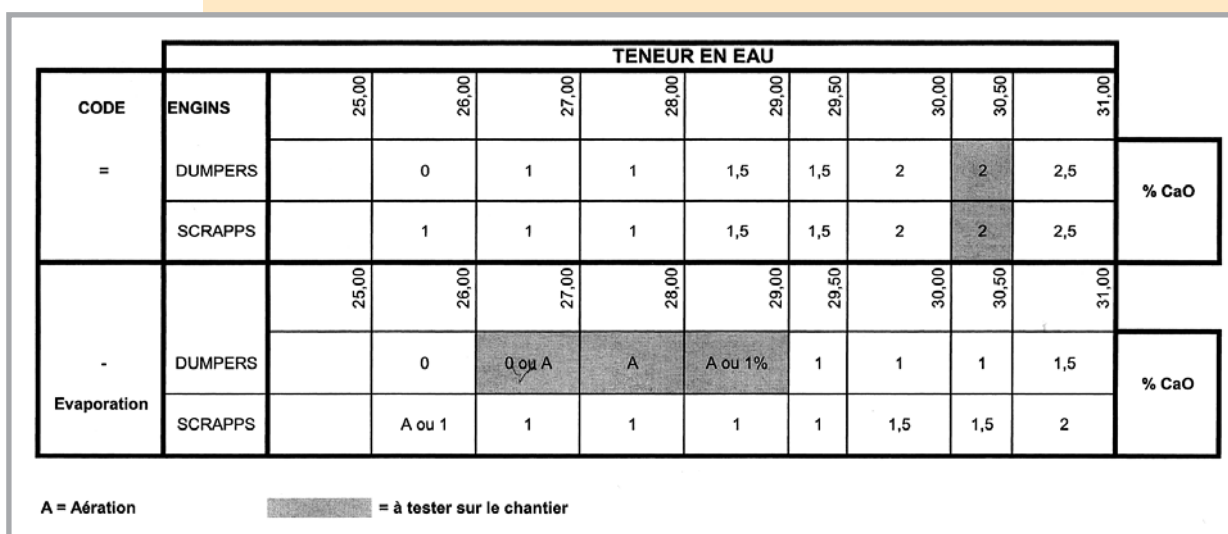 TENEUR EN EAU
CODE ENGINS 25,00 26,00 27,00 28,00 29,00 29,50 30,00 30,50 31,00
= DUMPERS 0 1 1 1,5 1,5 2 2 2,5 % CaO
SCRAPPS 1 1 1 1,5 1,5 2 2 2,5
25,00 26,00 27,00 28,00 29,00 29,50 30,00 30,50 31,00
- DUMPERS 0 0 ou A A A ou 1% 1 1 1 1,5 % CaO
Evaporation SCRAPPS A ou 1 1 1 1 1 1,5 1,5 2
A = Aération = à tester sur le chantier